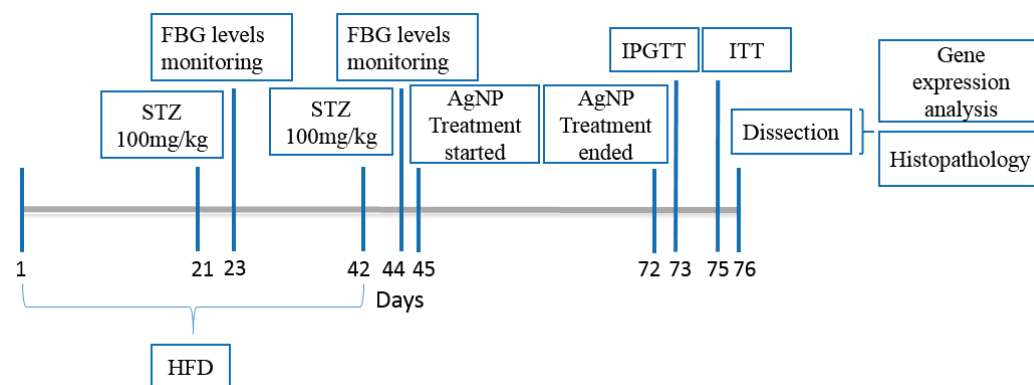 FBG levels
monitoring
FBG levels
monitoring
IPGTT
ITT
Gene
expression
analysis
STZ
100mg/kg
STZ
100mg/kg
AgNP
Treatment
started
AgNP
Treatment
ended
Dissection
Histopathology
1
21
23
42
44
45
72
73
75
76
Days
HFD